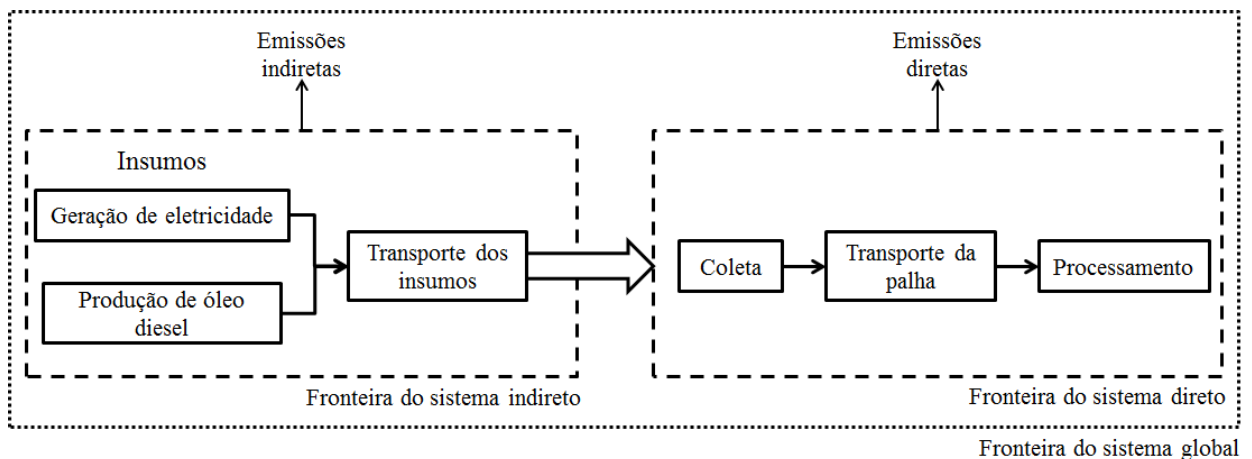 Emissões
indiretas
Emissões
diretas
Insumos
Geração de eletricidade
Produção de óleo
diesel
Transporte dos
insumos
Coleta
Transporte da
palha
Processamento
Fronteira do sistema indireto
Fronteira do sistema direto
Fronteira do sistema global